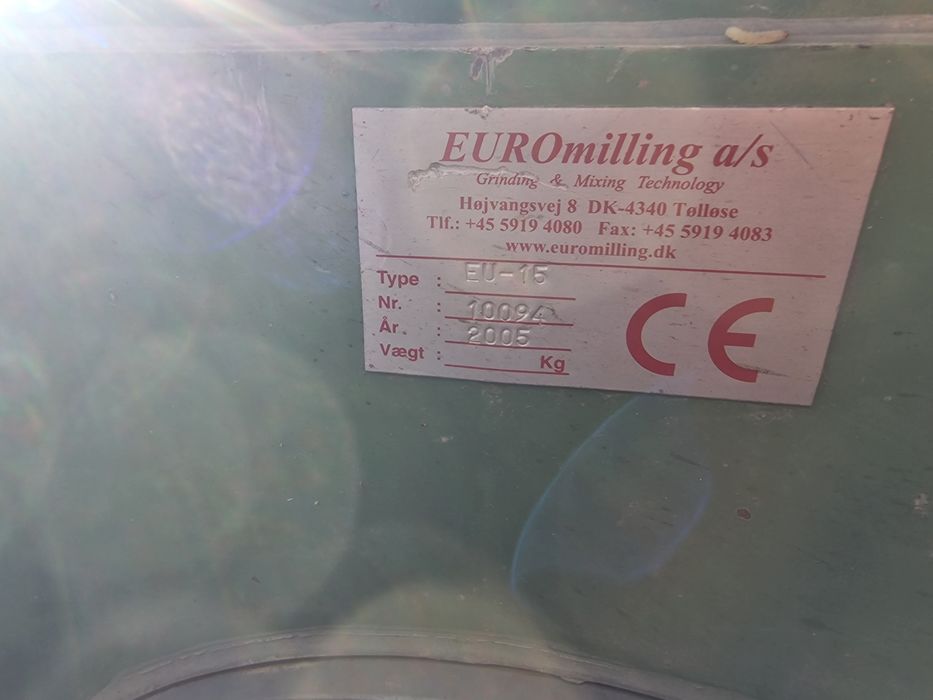 EUROmilling a/s
Grinding & Mixing Technology
Højvangsvej 8 DK-4340 Tølløse
Tlf.: +45 5919 4080 Fax: +45 5919 4083
www.euromilling.dk
Type : EU-15
Nr. : 10094
År . : 2005
Vægt : Kg
CE